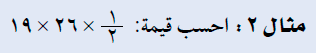 مثال ٢ : احسب قيمة: ١/٢ × ٢٦ × ١٩